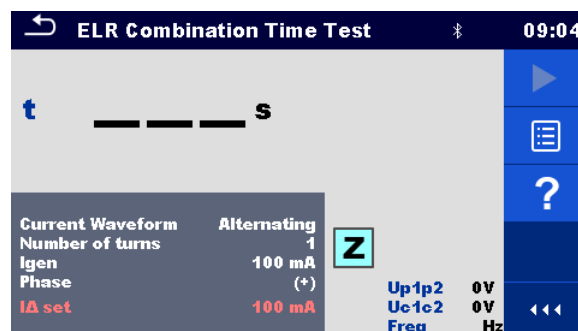 ELR Combination Time Test 09:04
t ___ s
?
Current Waveform Alternating
Number of turns 1
Igen 100 mA
Phase (+)
IΔ set 100 mA
Z
Up1p2 0V
Uc1c2 0V
Freq Hz